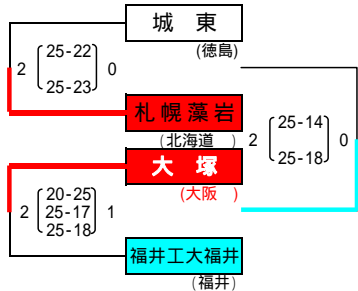 城　東
(徳島)
2 25-22 0
25-23
札幌藻岩
(北海道　)
2 25-14 0
25-18
大　塚
(大阪　)
2 20-25 1
25-17
25-18
福井工大福井
(福井)